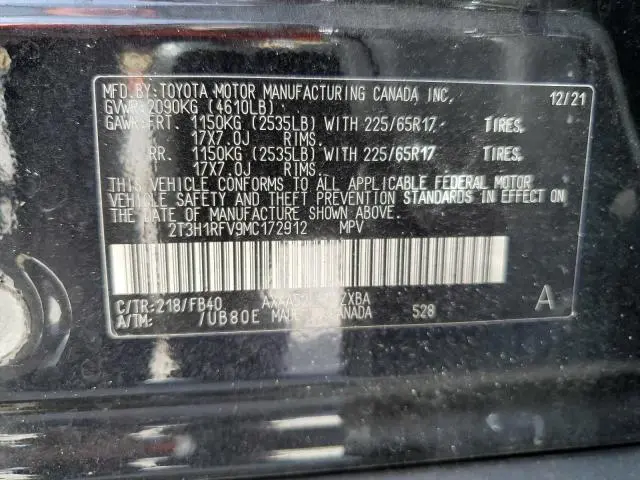 MFD.BY:TOYOTA MOTOR MANUFACTURING CANADA INC. 12/21
GVWR:2090KG (4610LB)
GAWR:FRT. 1150KG (2535LB) WITH 225/65R17 TIRES,
17X7.0J RIMS.
RR. 1150KG (2535LB) WITH 225/65R17 TIRES,
17X7.0J RIMS.
THIS VEHICLE CONFORMS TO ALL APPLICABLE FEDERAL MOTOR
VEHICLE SAFETY AND THEFT PREVENTION STANDARDS IN EFFECT ON
THE DATE OF MANUFACTURE SHOWN ABOVE.
2T3H1RFV9MC172912 MPV
C/TR:218/FB40
A/TM: /UB80E MADE IN CANADA 528
A